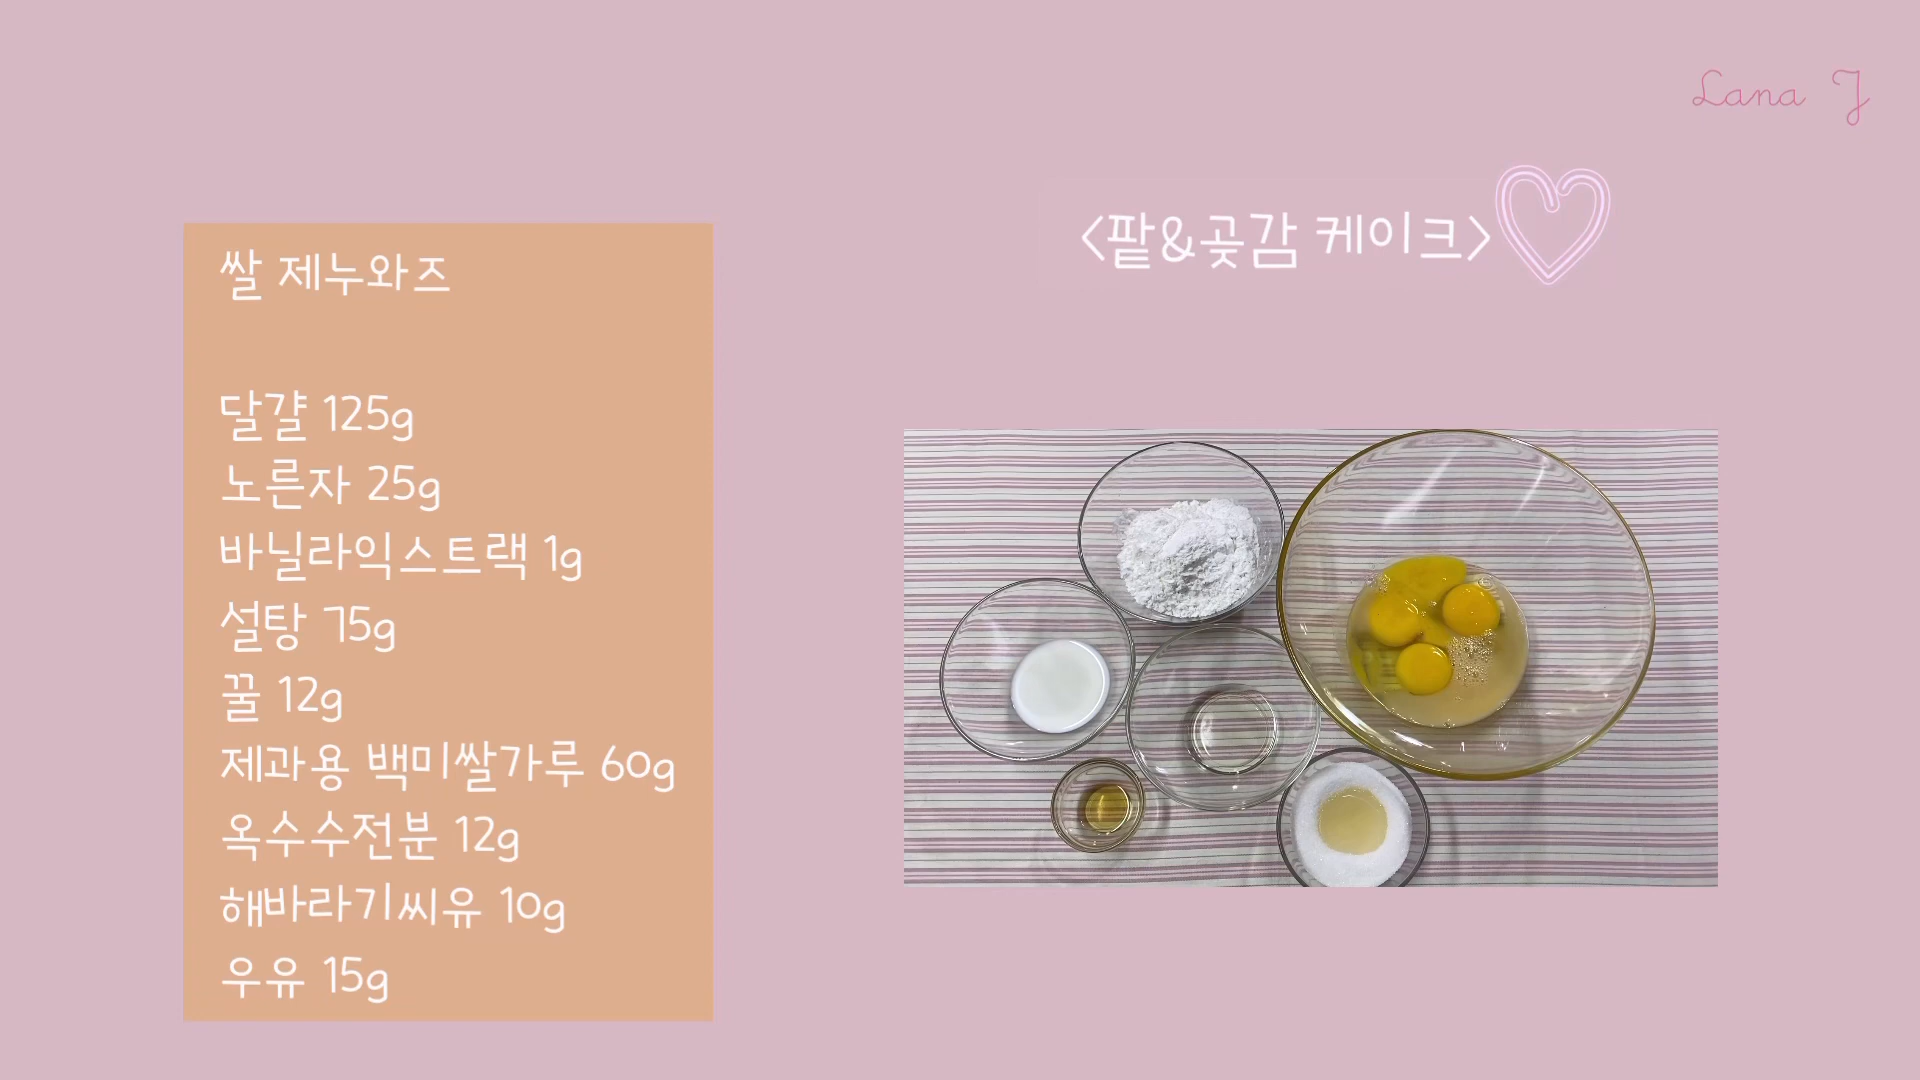 Lana J
<팥&곶감 케이크>
쌀 제누와즈
달걀 125g
노른자 25g
바닐라익스트랙 1g
설탕 75g
꿀 12g
제과용 백미쌀가루 60g
옥수수전분 12g
해바라기씨유 10g
우유 15g